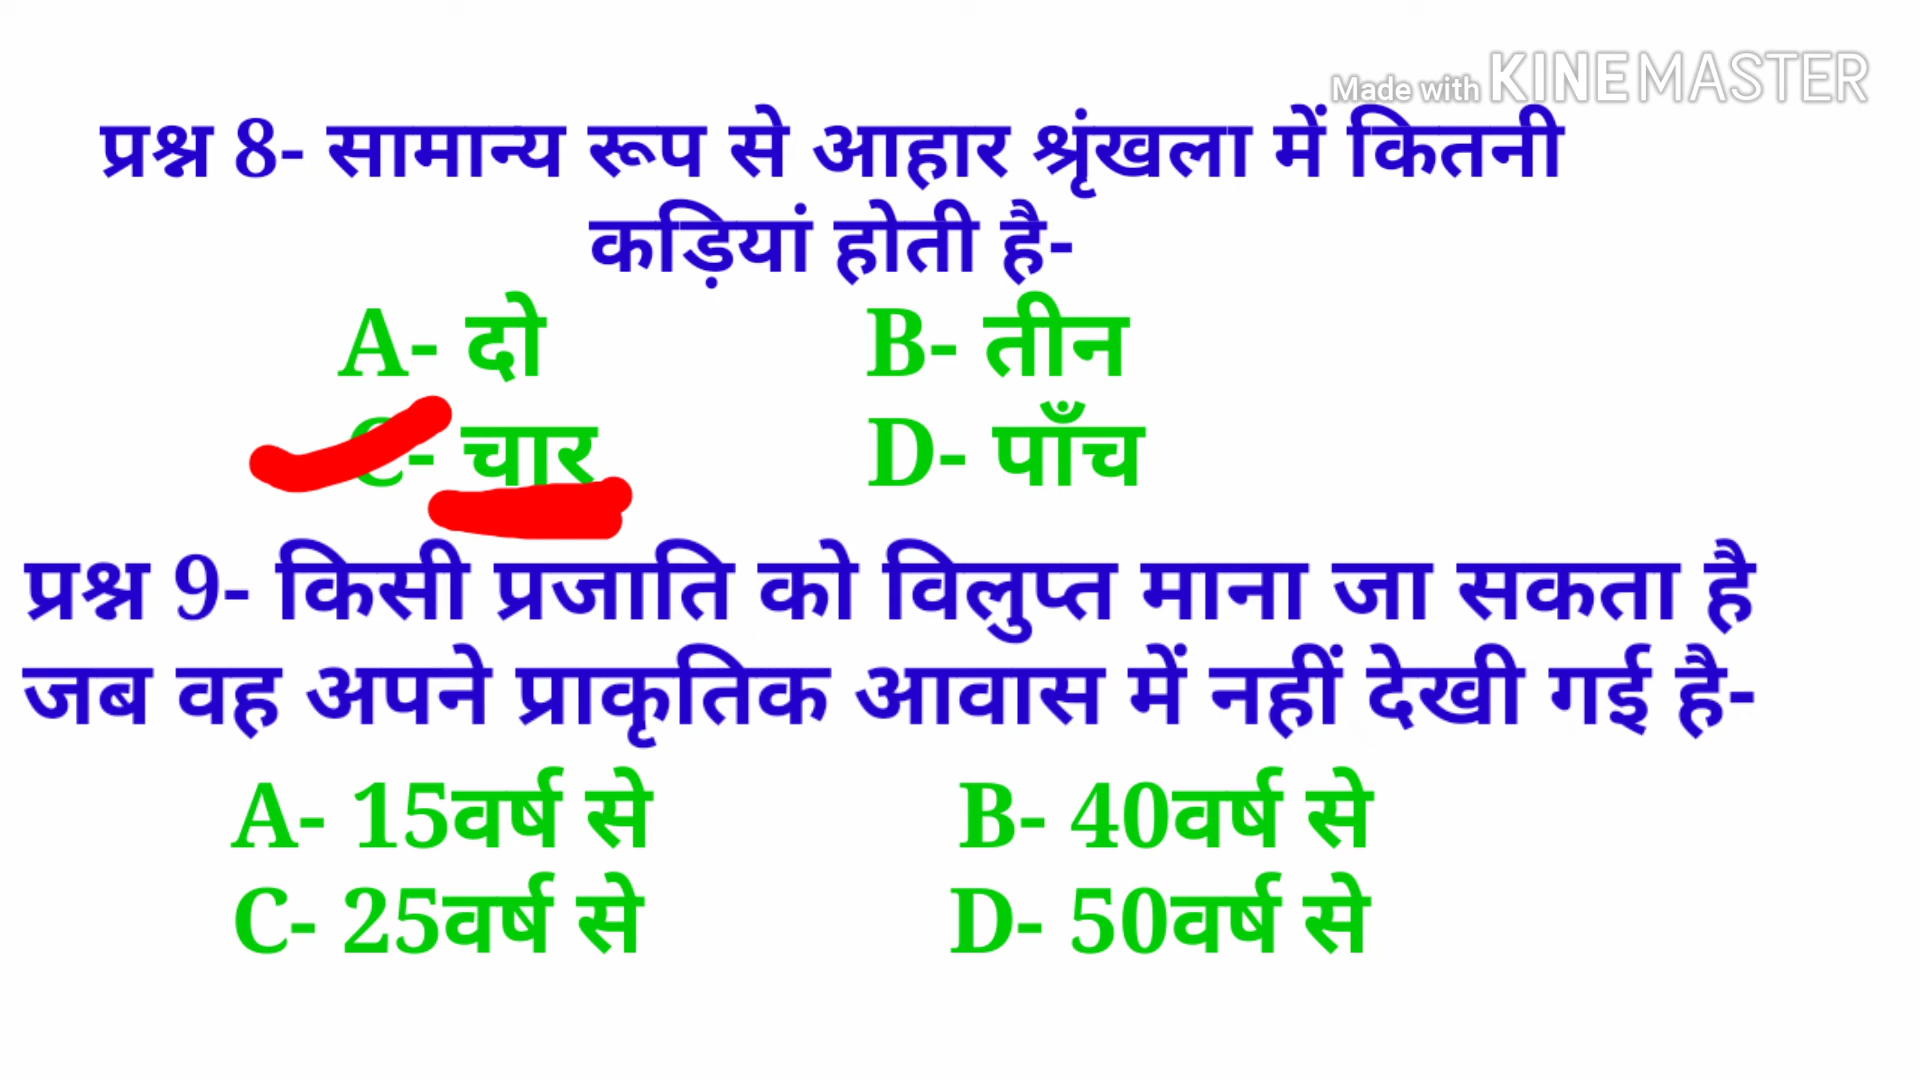 Made with KINEMASTER
प्रश्न 8- सामान्य रूप से आहार श्रृंखला में कितनी
कड़ियां होती है-
A- दो B- तीन
C- चार D- पाँच
प्रश्न 9- किसी प्रजाति को विलुप्त माना जा सकता है
जब वह अपने प्राकृतिक आवास में नहीं देखी गई है-
A- 15वर्ष से B- 40वर्ष से
C- 25वर्ष से D- 50वर्ष से